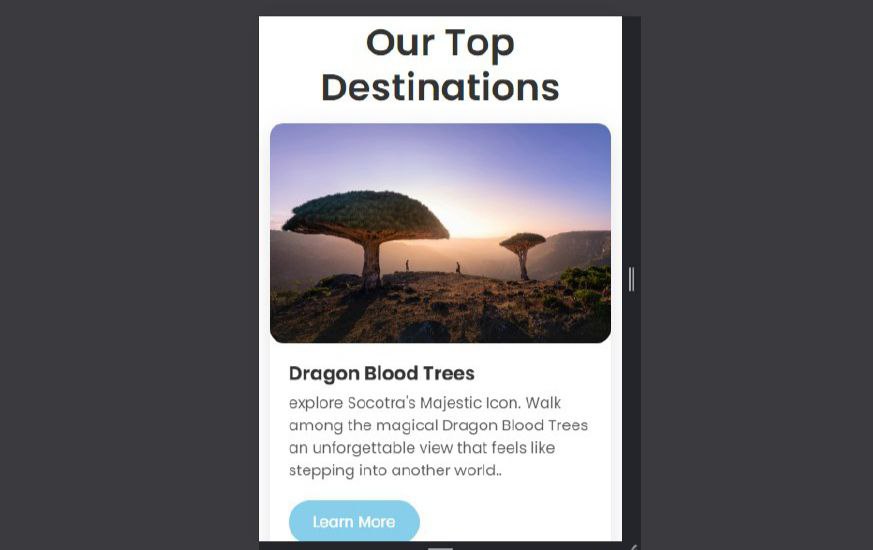 Our Top
Destinations
Dragon Blood Trees
explore Socotra's Majestic Icon. Walk
among the magical Dragon Blood Trees
an unforgettable view that feels like
stepping into another world..
Learn More